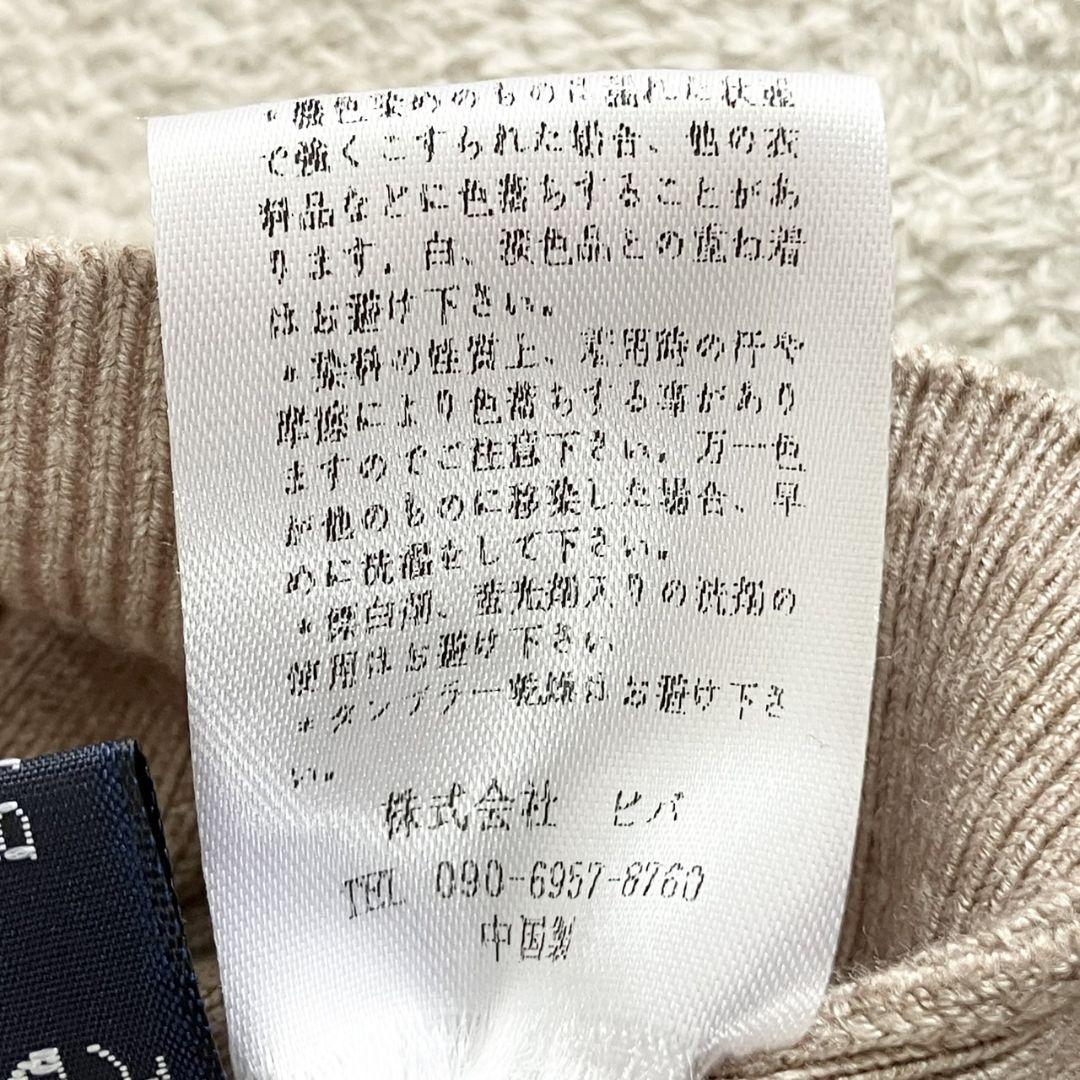 *濃色染めのものは濡れた状態
で強くこすられた場合、他の衣
料品などに色落ちすることがあ
ります。白、淡色品との重ね着
はお避け下さい。
*染料の性質上、着用時の汗や
摩擦により色落ちする事があり
ますのでご注意下さい。万一色
が他のものに移染した場合、早
めに洗濯をして下さい。
*漂白剤、蛍光剤入りの洗剤の
使用はお避け下さい
*タンブラー乾燥はお避け下さ
い。
株式会社 ビバ
TEL 090-6957-8760
中国製